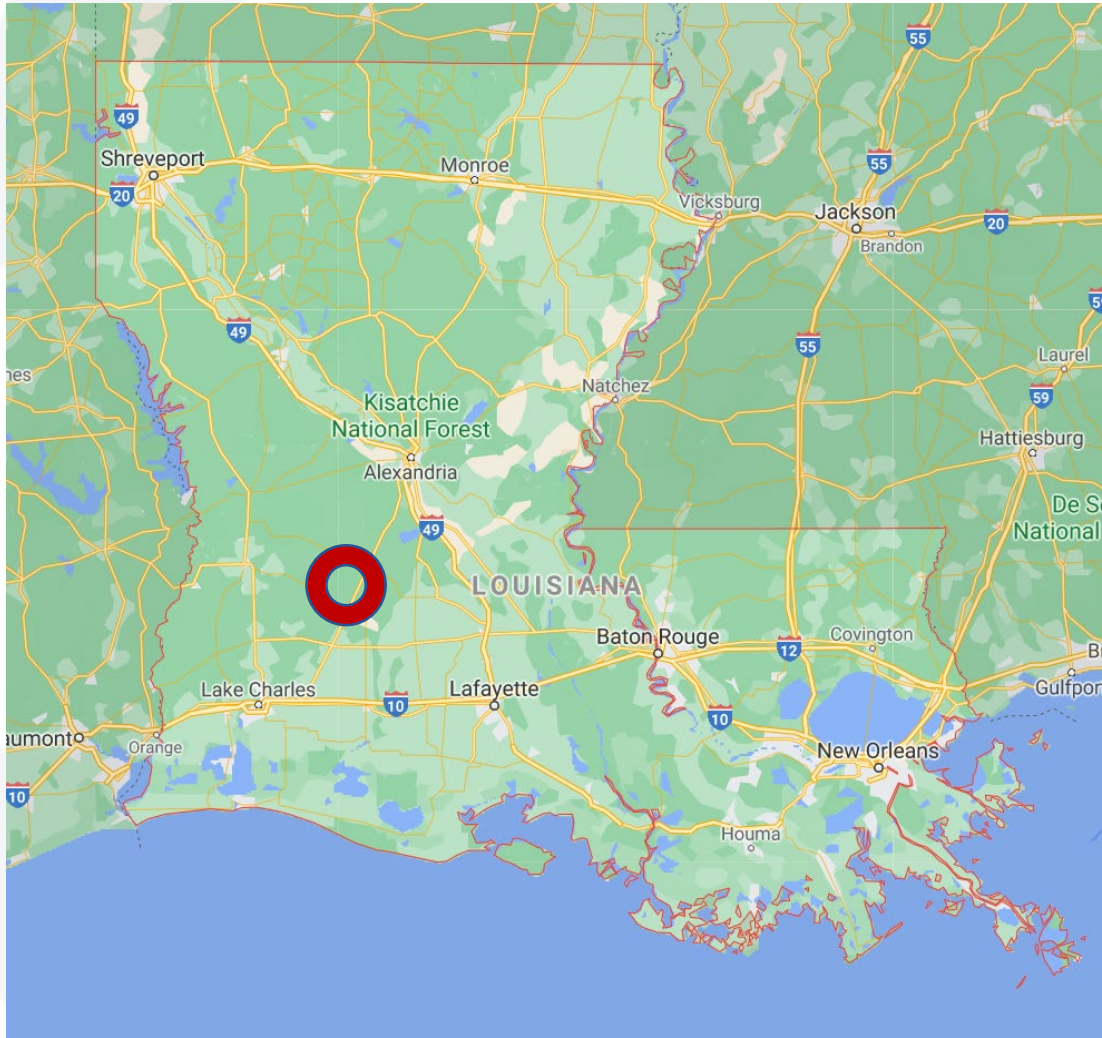 55
49
Shreveport
Monroe
55
20
Vicksburg
Jackson
20
Brandon
49
55
Laurel
Natchez
59
Kisatchie
National Forest
Hattiesburg
Alexandria
De S
National
49
LOUISIANA
Baton Rouge
Covington
12
Lake Charles
Lafayette
10
10
Gulfpor
aumont
Orange
New Orleans
10
Houma